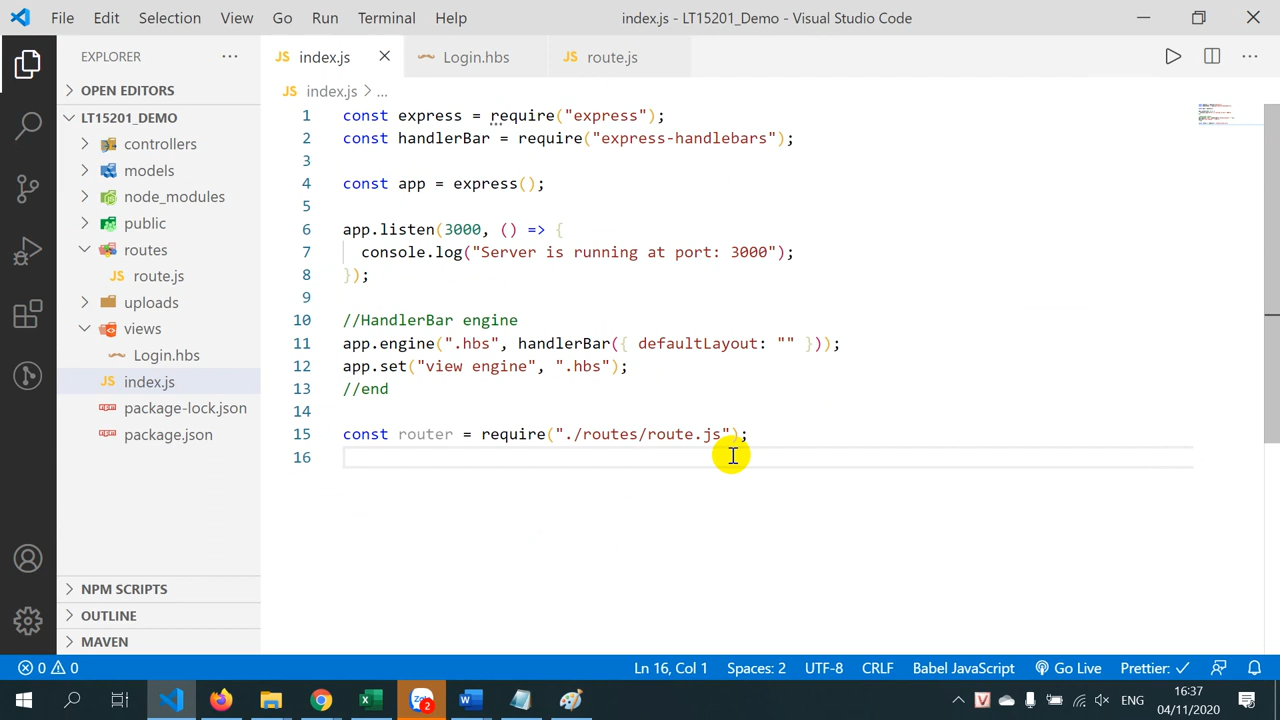 File Edit Selection View Go Run Terminal Help index.js - LT15201_Demo - Visual Studio Code
EXPLORER
JS index.js Login.hbs JS route.js
OPEN EDITORS
JS index.js > ...
LT15201_DEMO
controllers
models
node_modules
public
routes
JS route.js
uploads
views
Login.hbs
JS index.js
package-lock.json
package.json
NPM SCRIPTS
OUTLINE
MAVEN
1 const express = require("express");
2 const handlerBar = require("express-handlebars");
3
4 const app = express();
5
6 app.listen(3000, () => {
7 console.log("Server is running at port: 3000");
8 });
9
10 //HandlerBar engine
11 app.engine(".hbs", handlerBar({ defaultLayout: "" }));
12 app.set("view engine", ".hbs");
13 //end
14
15 const router = require("./routes/route.js");
16
0 0 Ln 16, Col 1 Spaces: 2 UTF-8 CRLF Babel JavaScript Go Live Prettier: ✓
2 ENG 16:37
04/11/2020